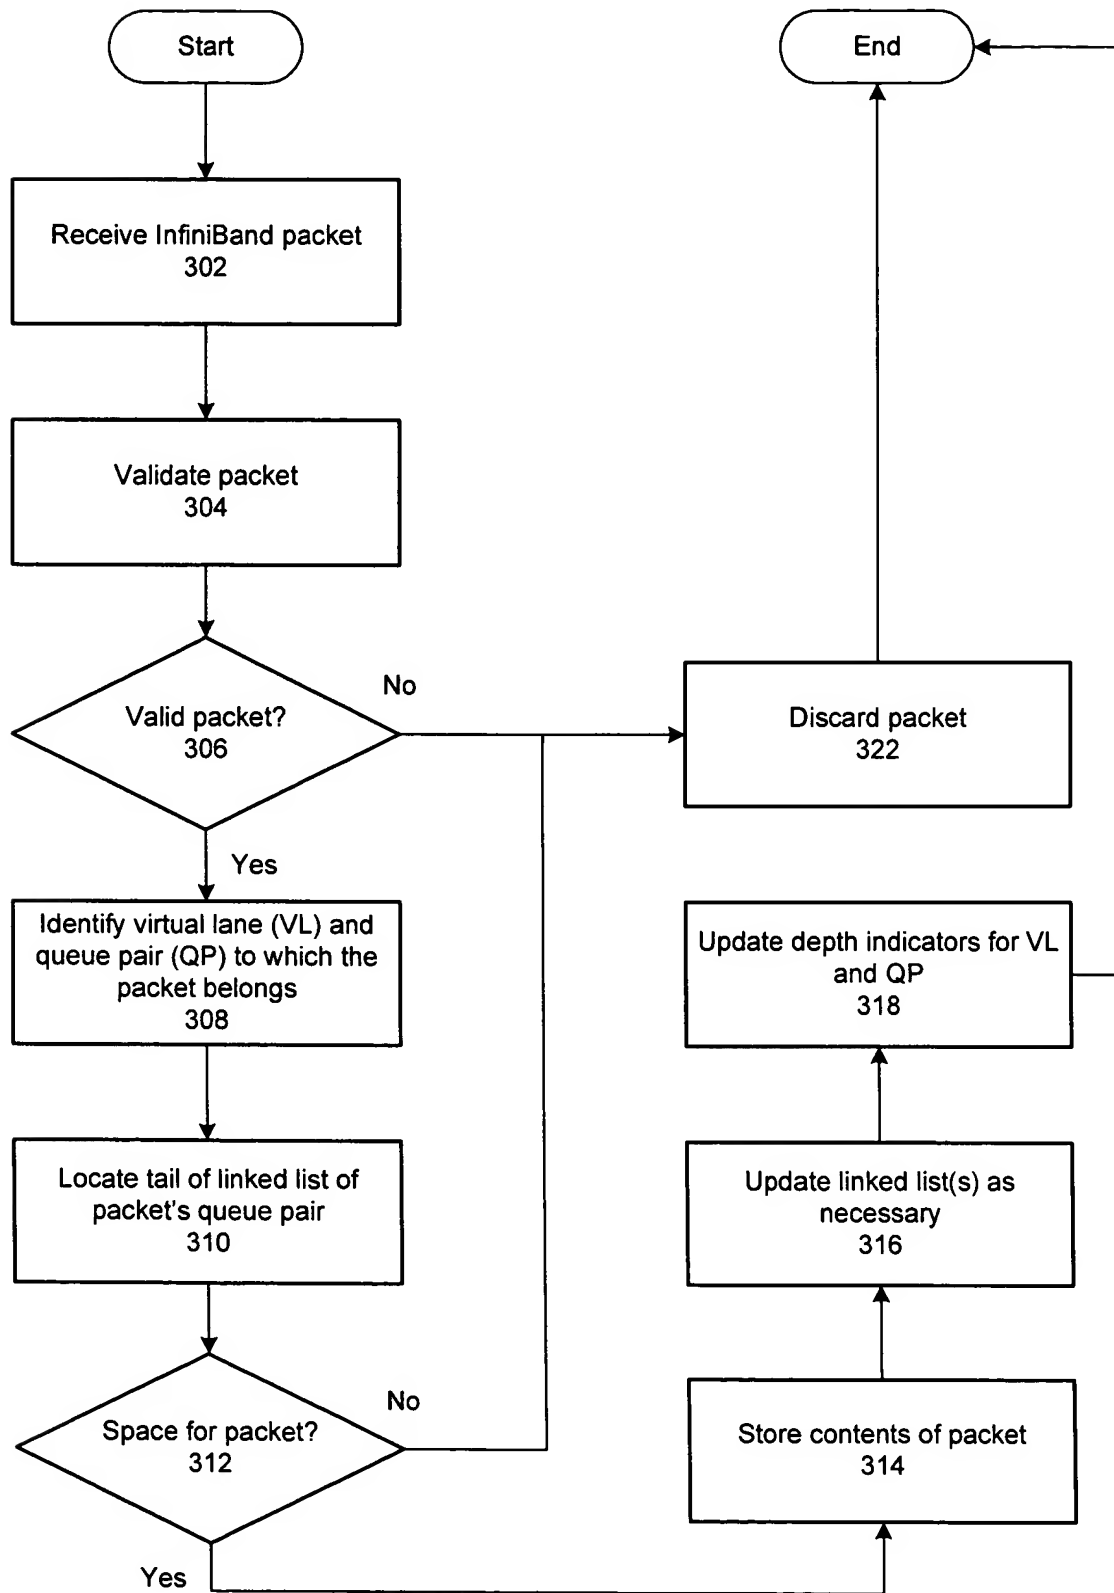 Start
End
Receive InfiniBand packet
302
Validate packet
304
Valid packet?
306
No
Discard packet
322
Yes
Identify virtual lane (VL) and
queue pair (QP) to which the
packet belongs
308
Locate tail of linked list of
packet's queue pair
310
Space for packet?
312
No
Yes
Store contents of packet
314
Update linked list(s) as
necessary
316
Update depth indicators for VL
and QP
318